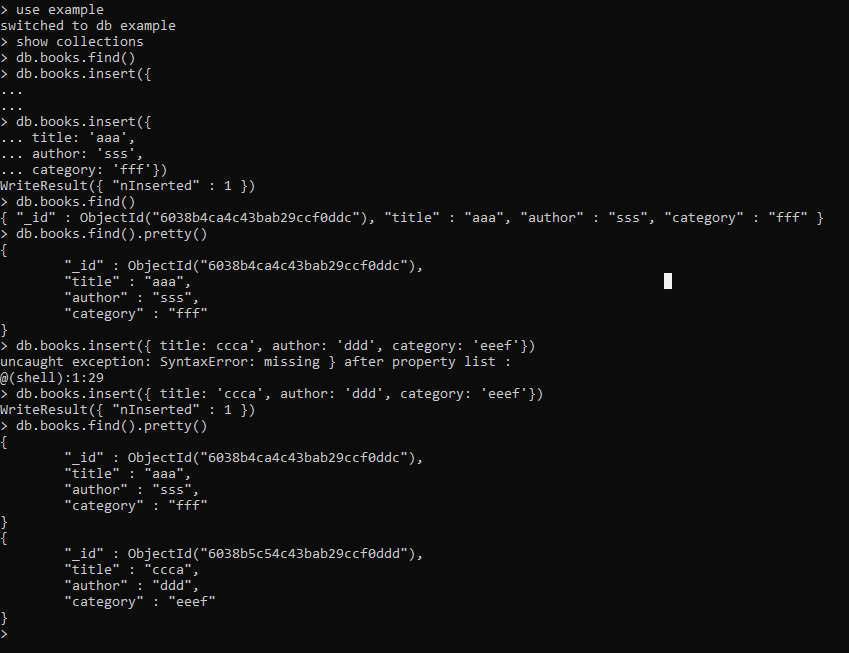 > use example
switched to db example
> show collections
> db.books.find()
> db.books.insert({
...
...
> db.books.insert({
... title: 'aaa',
... author: 'sss',
... category: 'fff'})
WriteResult({ "nInserted" : 1 })
> db.books.find()
{ "_id" : ObjectId("6038b4ca4c43bab29ccf0ddc"), "title" : "aaa", "author" : "sss", "category" : "fff" }
> db.books.find().pretty()
{
        "_id" : ObjectId("6038b4ca4c43bab29ccf0ddc"),
        "title" : "aaa",
        "author" : "sss",
        "category" : "fff"
}
> db.books.insert({ title: ccca', author: 'ddd', category: 'eeef'})
uncaught exception: SyntaxError: missing } after property list :
@(shell):1:29
> db.books.insert({ title: 'ccca', author: 'ddd', category: 'eeef'})
WriteResult({ "nInserted" : 1 })
> db.books.find().pretty()
{
        "_id" : ObjectId("6038b4ca4c43bab29ccf0ddc"),
        "title" : "aaa",
        "author" : "sss",
        "category" : "fff"
}
{
        "_id" : ObjectId("6038b5c54c43bab29ccf0ddd"),
        "title" : "ccca",
        "author" : "ddd",
        "category" : "eeef"
}
>